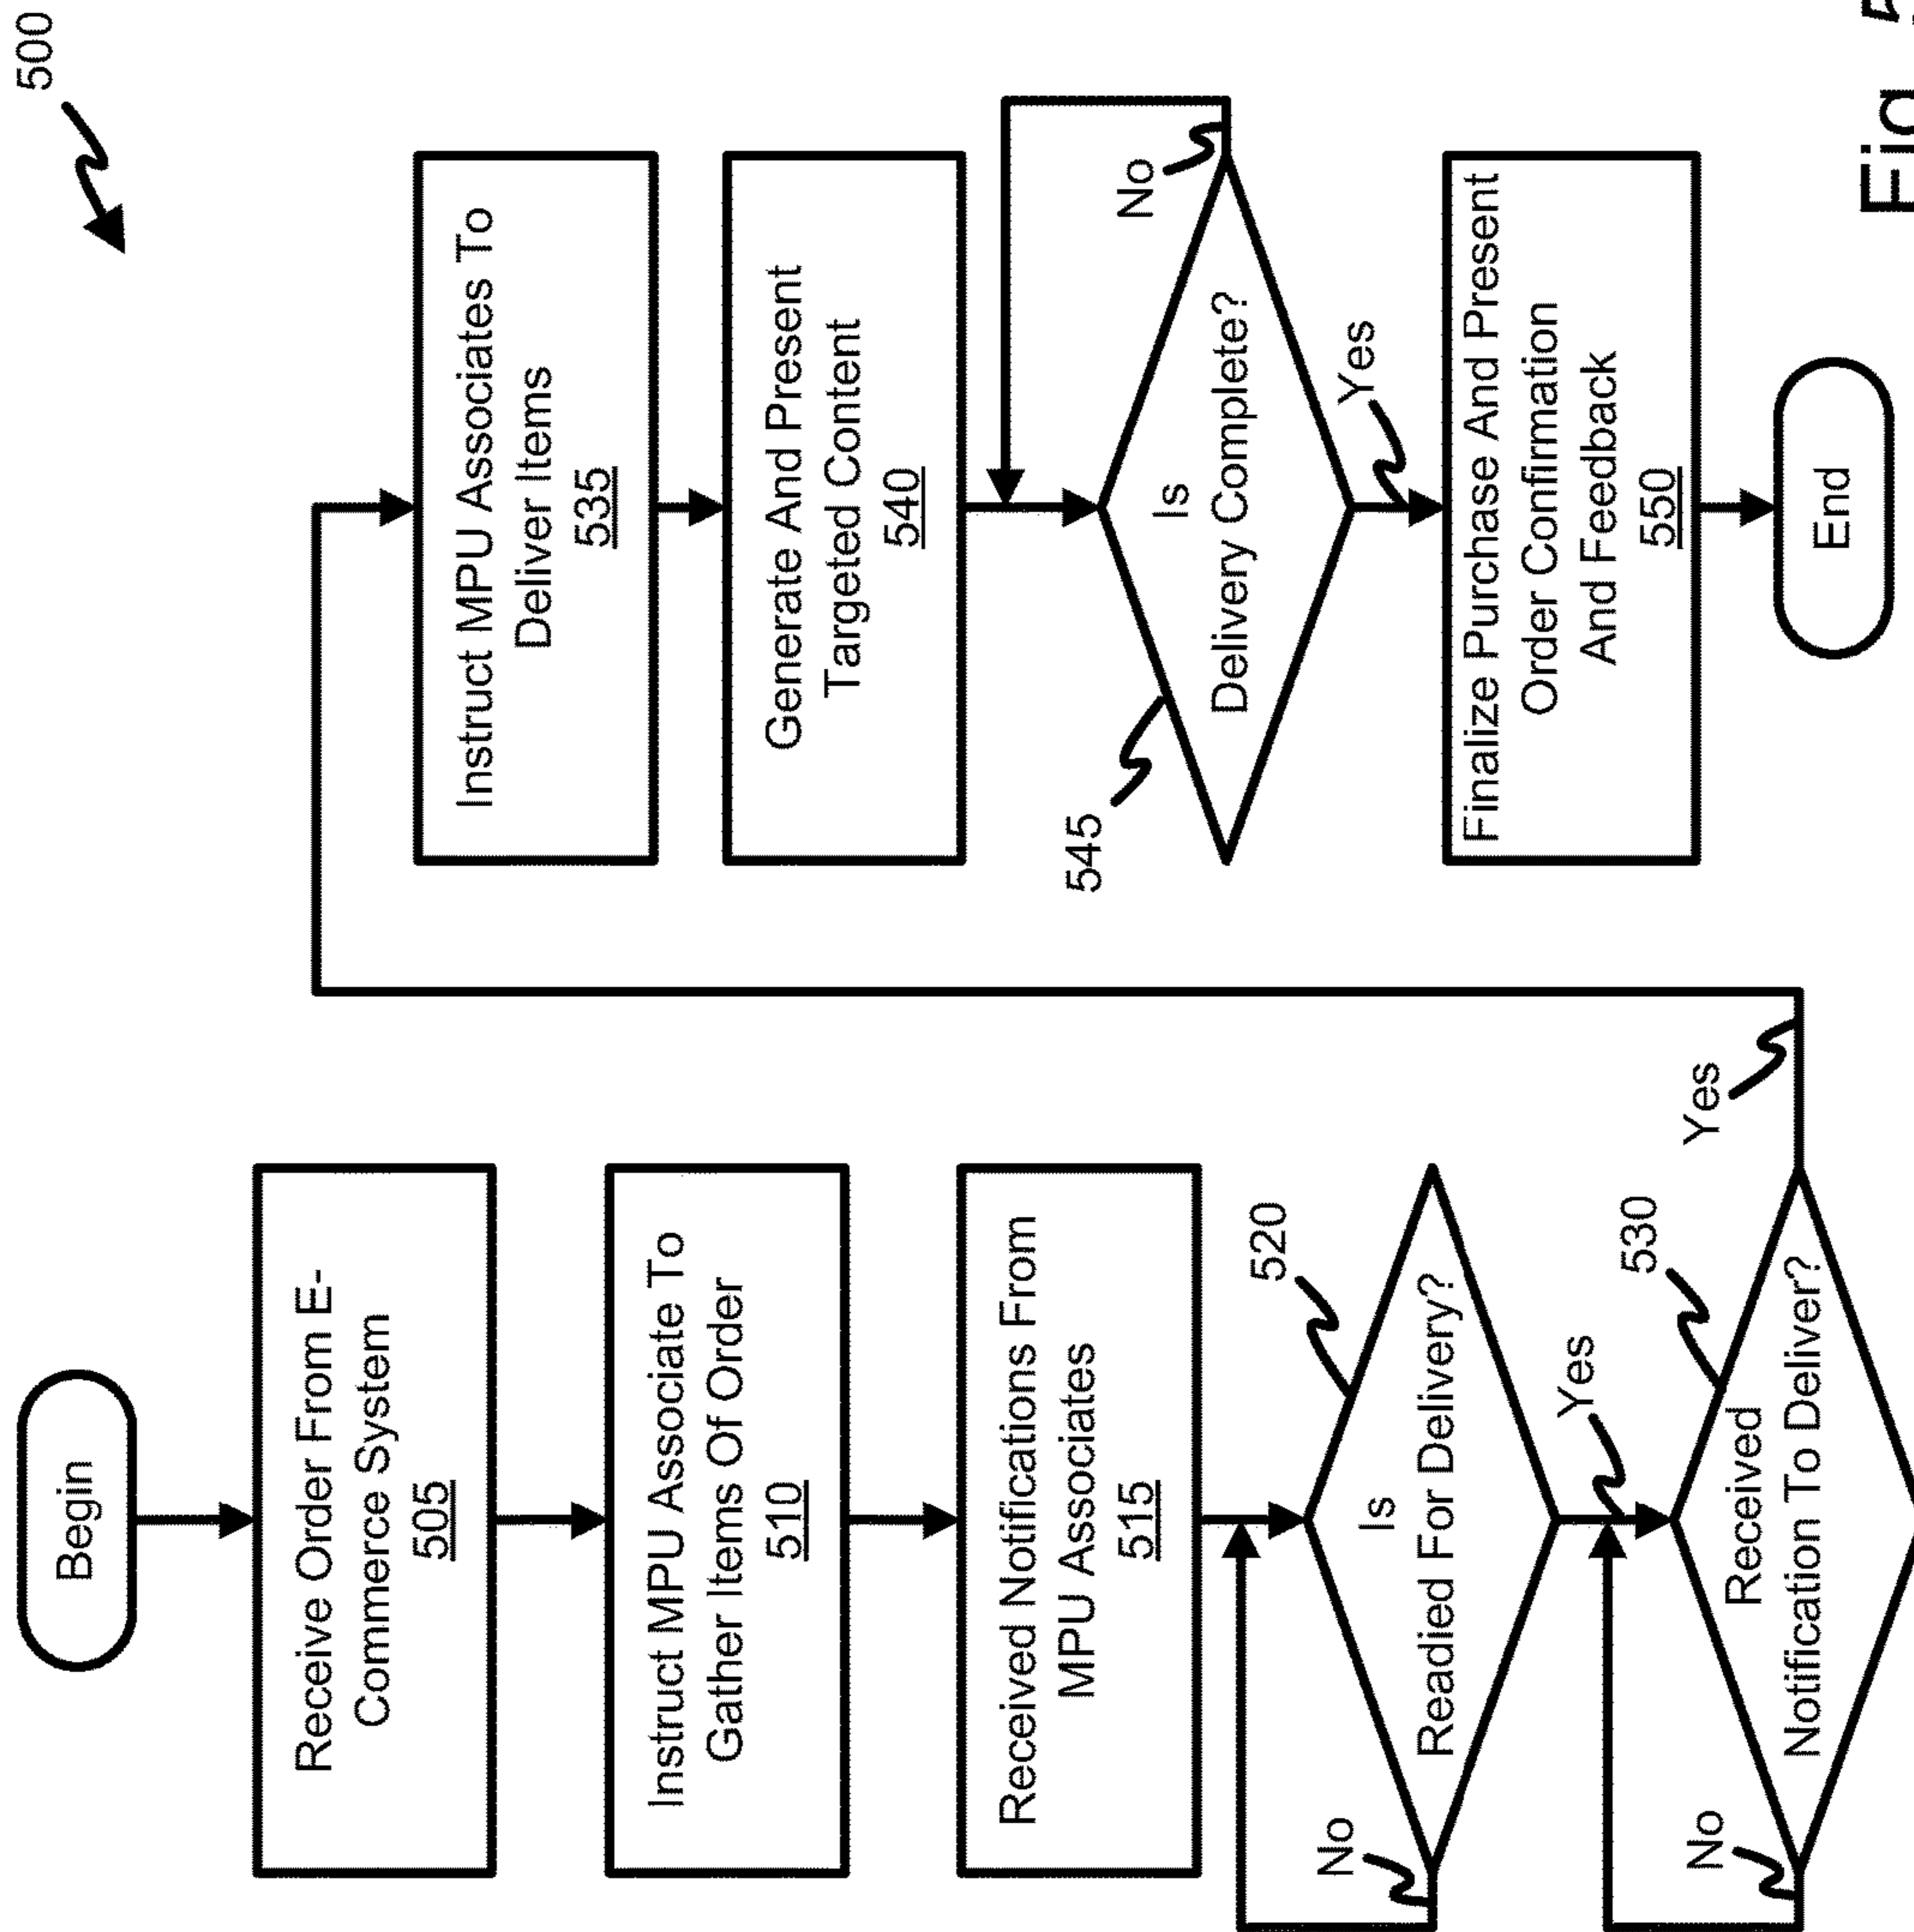 500
Begin
Receive Order From E-
Commerce System
505
Instruct MPU Associate To
Gather Items Of Order
510
Received Notifications From
MPU Associates
515
520
Is
Readied For Delivery?
No
Yes
530
Received
Notification To Deliver?
No
Yes
Instruct MPU Associates To
Deliver Items
535
Generate And Present
Targeted Content
540
545
Is
Delivery Complete?
No
Yes
Finalize Purchase And Present
Order Confirmation
And Feedback
550
End
Fig. 5